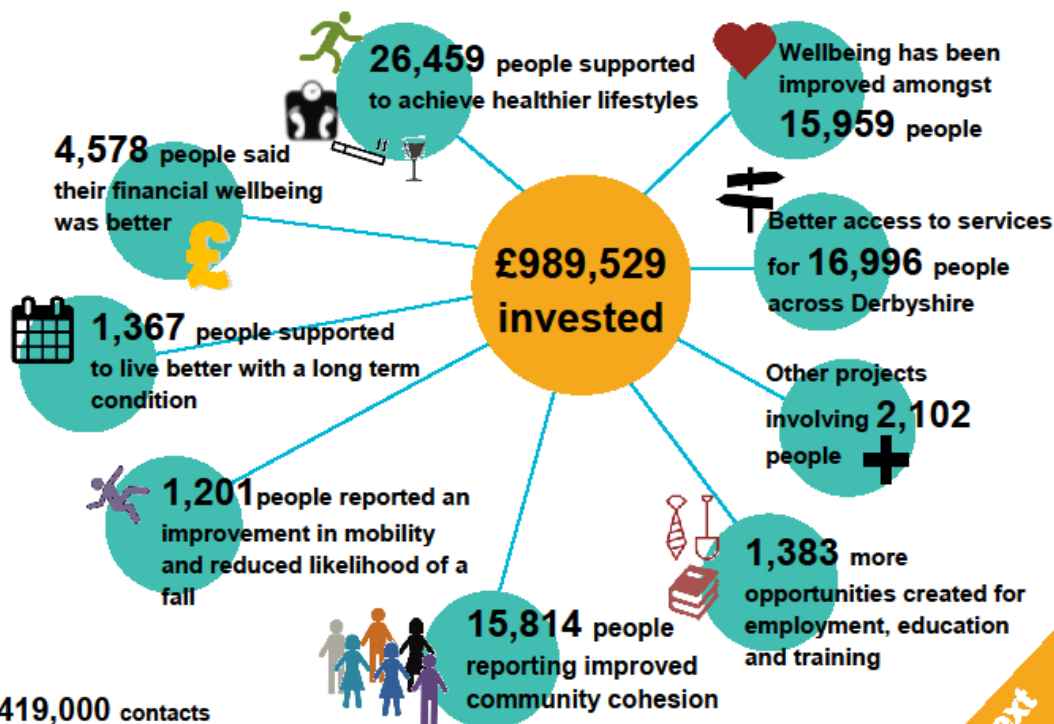 26,459 people supported
to achieve healthier lifestyles
Wellbeing has been
improved amongst
15,959 people
4,578 people said
their financial wellbeing
was better
£
Better access to services
for 16,996 people
across Derbyshire
£989,529
invested
1,367 people supported
to live better with a long term
condition
Other projects
involving 2,102
people
1,201people reported an
improvement in mobility
and reduced likelihood of a
fall
1,383 more
opportunities created for
employment, education
and training
15,814 people
reporting improved
community cohesion
419,000 contacts